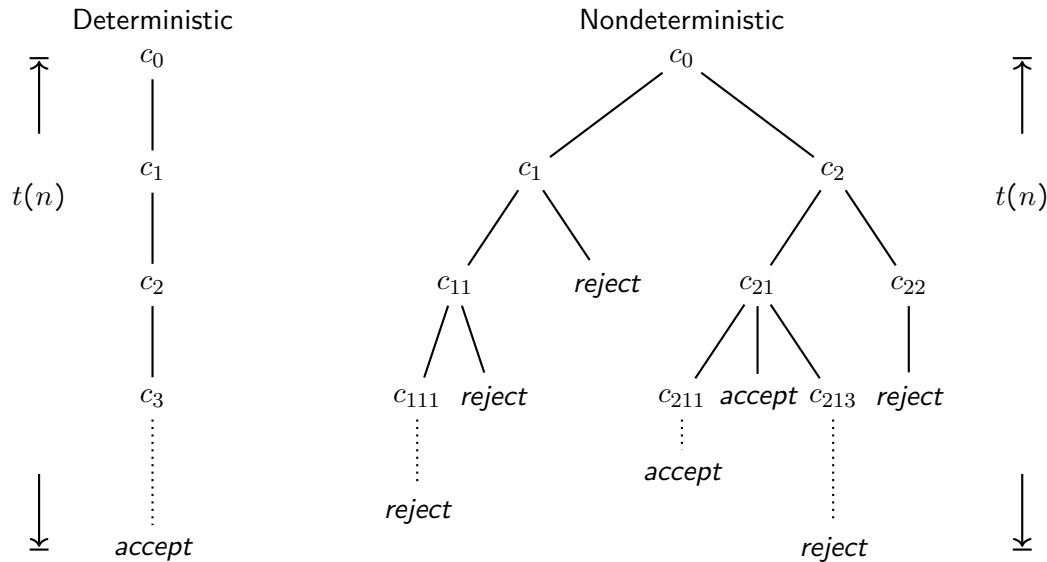 Deterministic Nondeterministic
c₀ c₀
c₁ c₁ c₂
t(n) t(n)
c₂ c₁₁ reject c₂₁ c₂₂
c₃ c₁₁₁ reject c₂₁₁ accept c₂₁₃ reject
accept
reject
accept reject